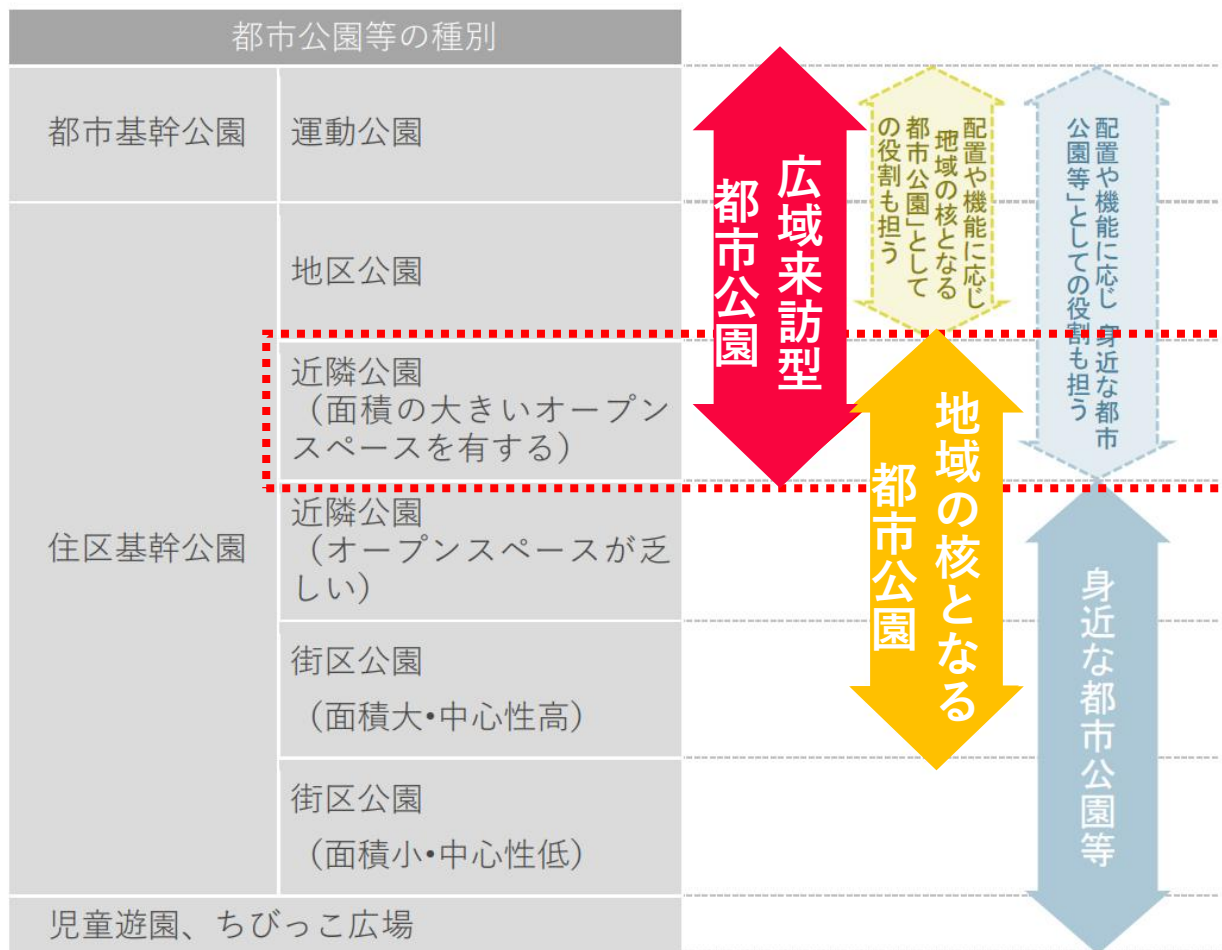 都市公園等の種別
都市基幹公園
運動公園
住区基幹公園
地区公園
近隣公園
（面積の大きいオープン
スペースを有する）
近隣公園
（オープンスペースが乏
しい）
街区公園
（面積大•中心性高）
街区公園
（面積小•中心性低）
児童遊園、ちびっこ広場
広域来訪型
都市公園
配置や機能に応じ
「地域の核となる
都市公園」として
の役割も担う
地域の核となる
都市公園
配置や機能に応じ「身近な都市
公園等」としての役割も担う
身近な都市公園等